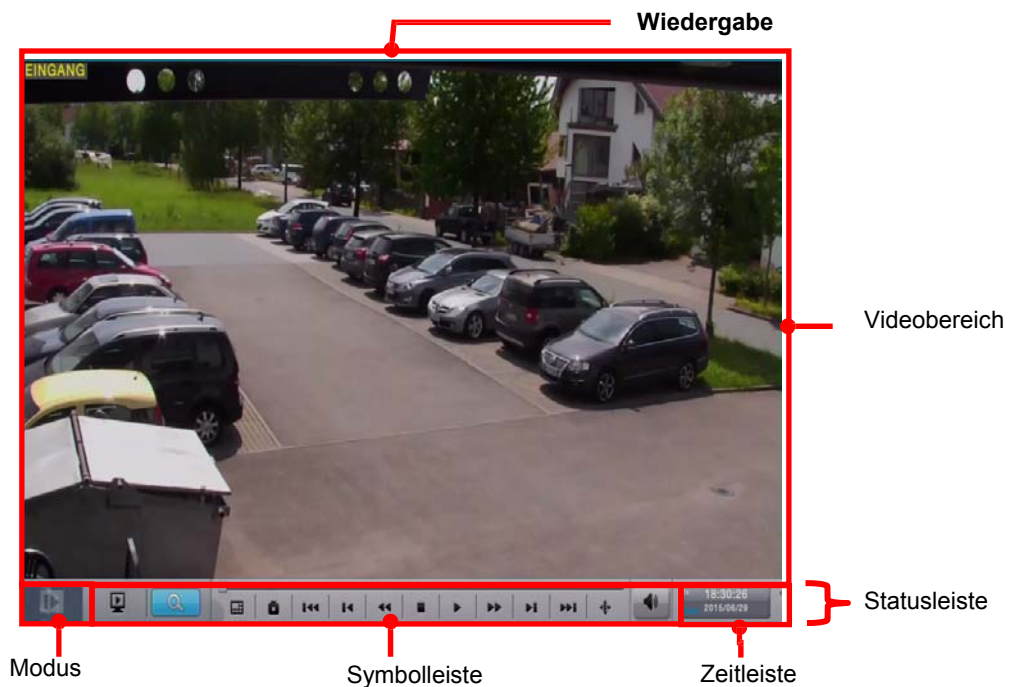 Wiedergabe
EINGANG
Videobereich
18:30:26
2015/06/29
Statusleiste
Modus
Symbolleiste
Zeitleiste